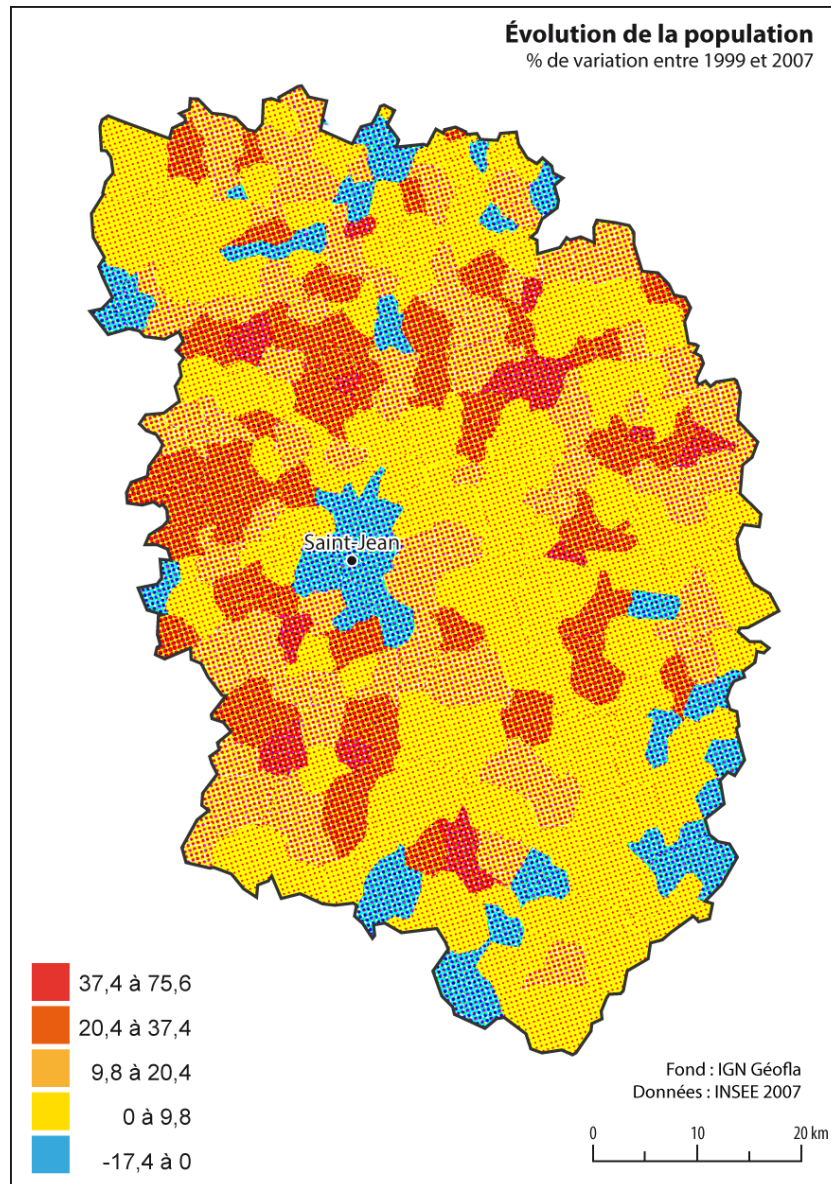 Évolution de la population
% de variation entre 1999 et 2007
Saint-Jean
37,4 à 75,6
20,4 à 37,4
9,8 à 20,4
0 à 9,8
-17,4 à 0
Fond : IGN Géofla
Données : INSEE 2007
0 10 20 km